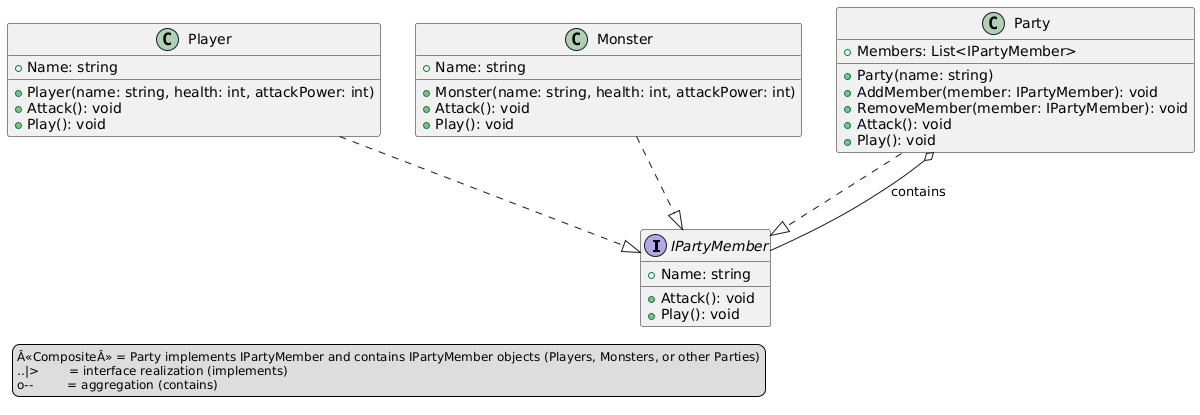 C Player
+ Name: string
Player(name: string, health: int, attackPower: int)
Attack(): void
Play(): void
C Monster
Name: string
Monster(name: string, health: int, attackPower: int)
Attack(): void
Play(): void
C Party
Members: List<IPartyMember>
Party(name: string)
AddMember(member: IPartyMember): void
RemoveMember(member: IPartyMember): void
Attack(): void
Play(): void
contains
I IPartyMember
Name: string
Attack(): void
Play(): void
Â«CompositeÂ» = Party implements IPartyMember and contains IPartyMember objects (Players, Monsters, or other Parties)
..|> = interface realization (implements)
o-- = aggregation (contains)